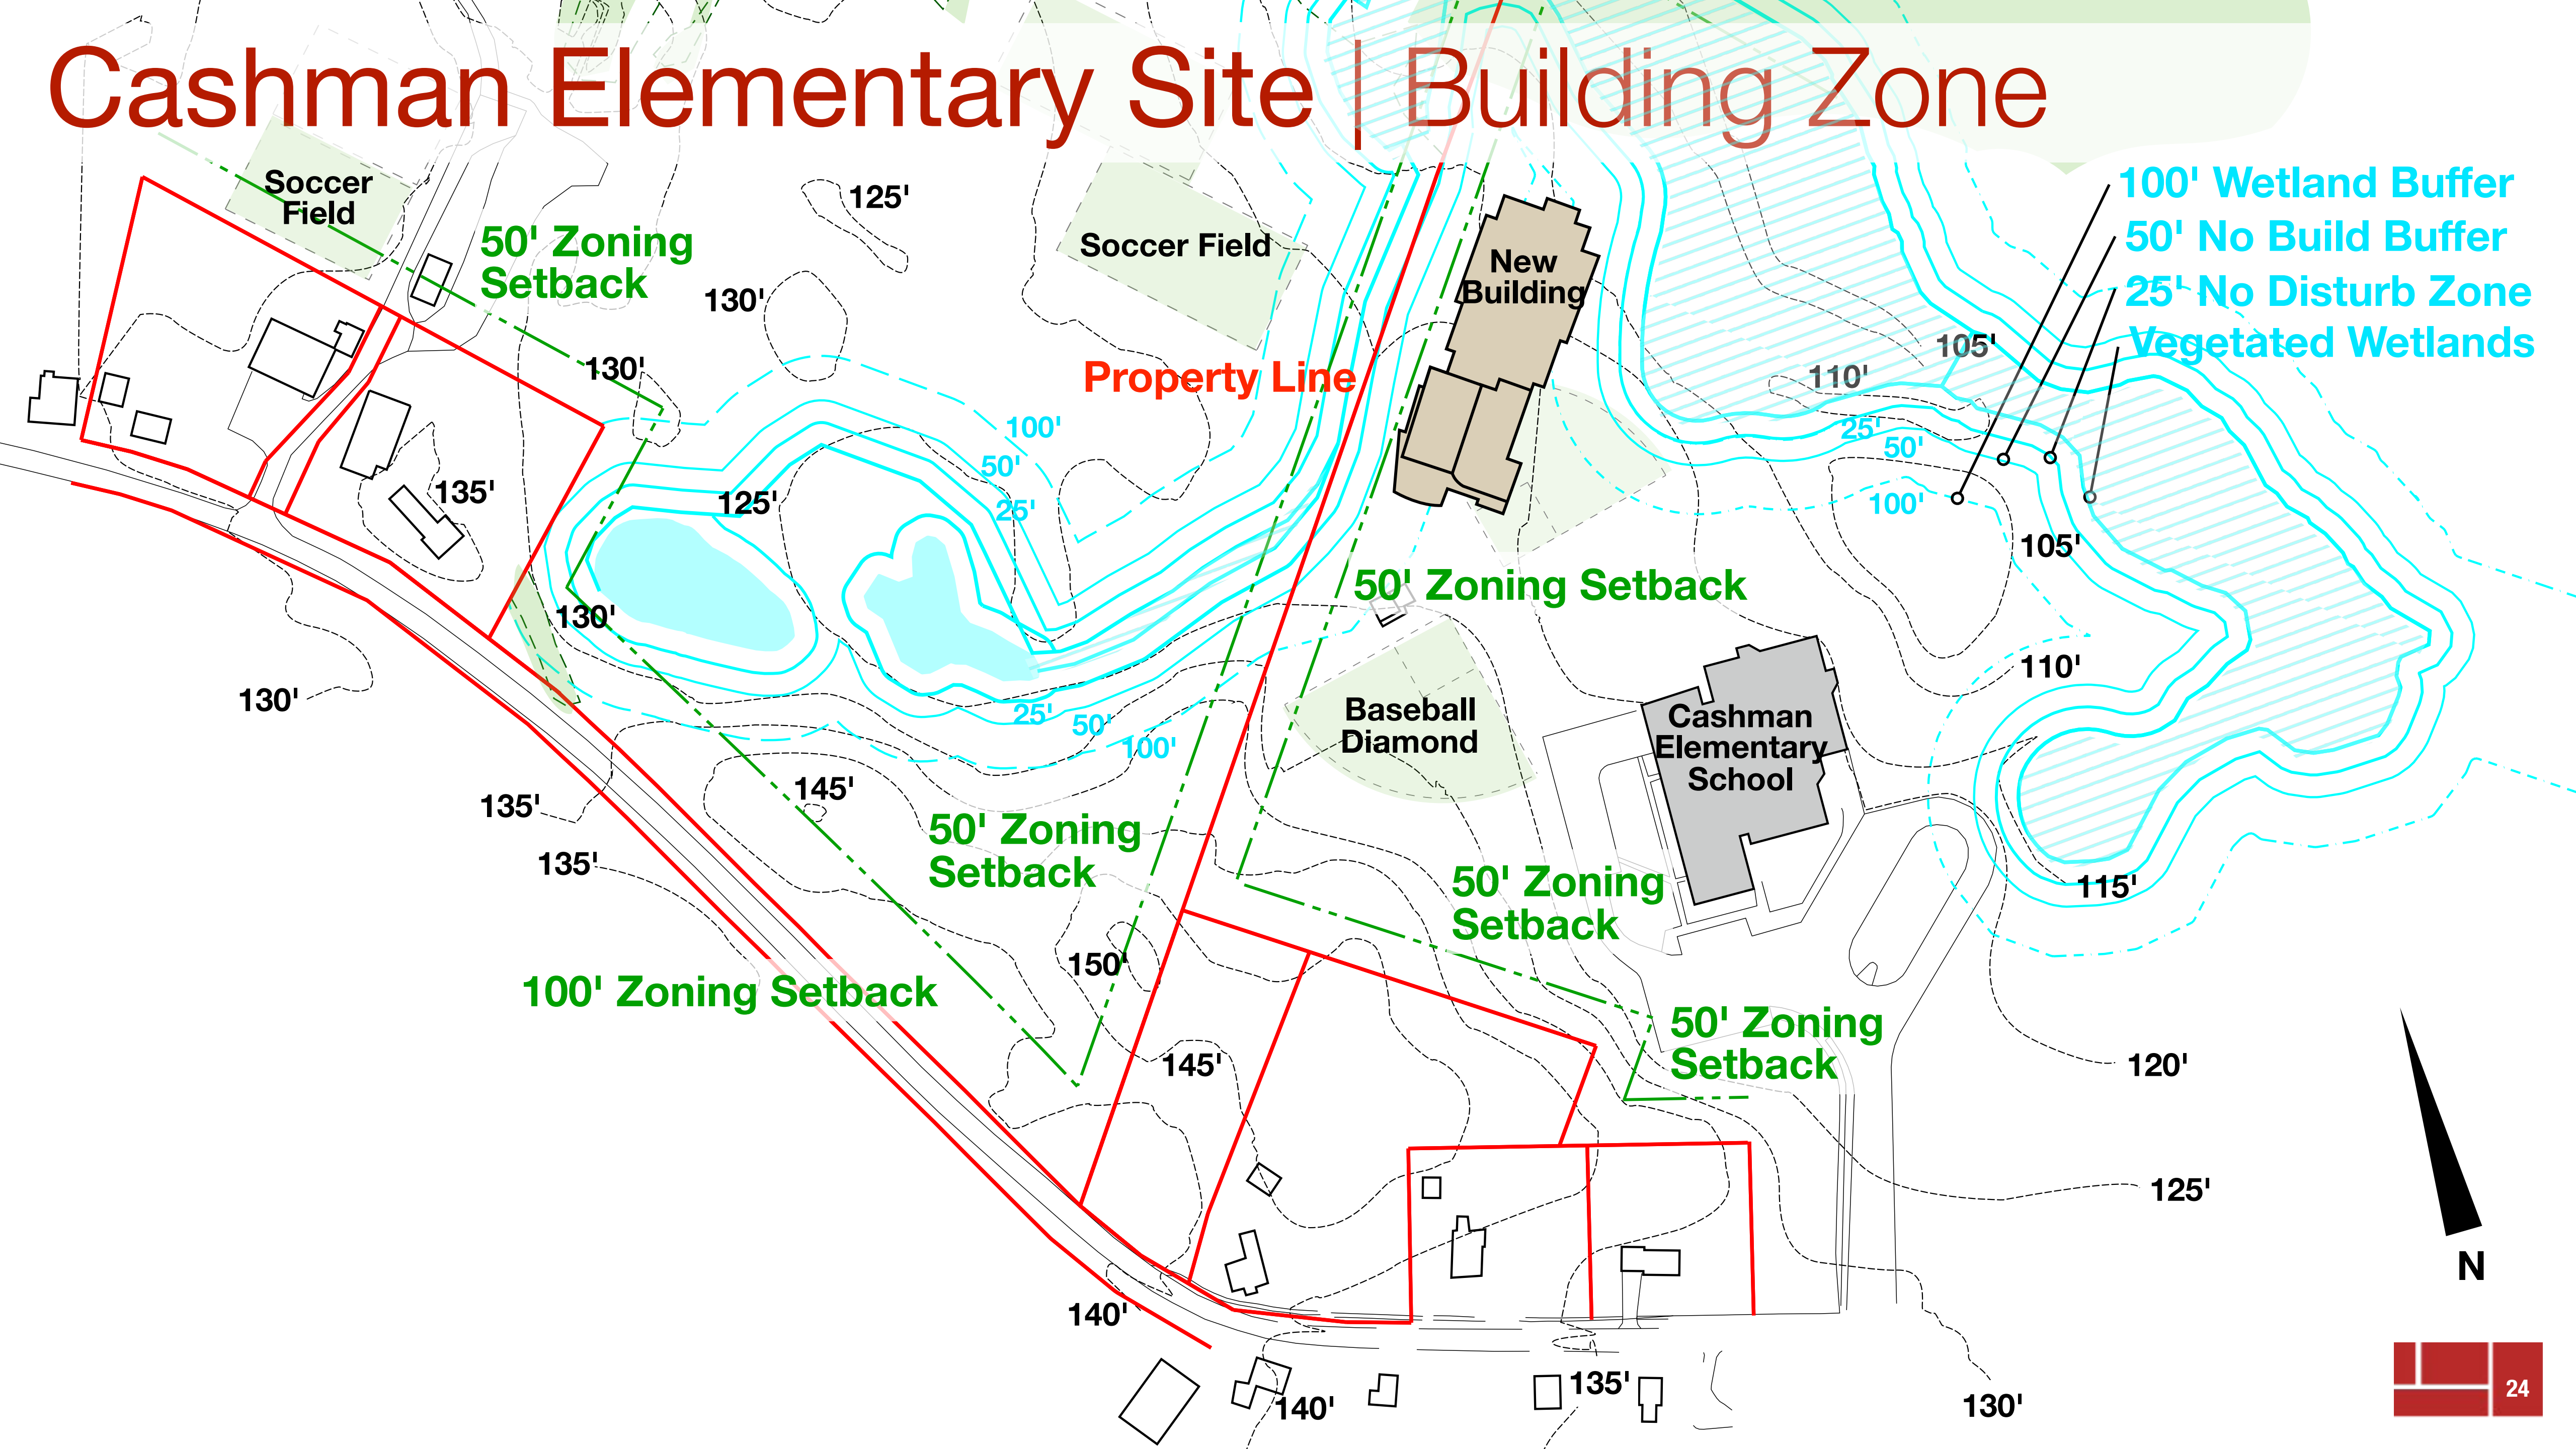 Cashman Elementary Site | Building Zone
Soccer
Field
50' Zoning
Setback
125'
130'
130'
Soccer Field
Property Line
New
Building
100' Wetland Buffer
50' No Build Buffer
25' No Disturb Zone
Vegetated Wetlands
105'
110'
25'
50'
100'
100'
50'
25'
135'
125'
130'
130'
105'
110'
50' Zoning Setback
Baseball
Diamond
Cashman
Elementary
School
25'
50'
100'
145'
135'
135'
50' Zoning
Setback
50' Zoning
Setback
115'
150'
100' Zoning Setback
50' Zoning
Setback
145'
120'
125'
N
140'
140'
135'
130'
24